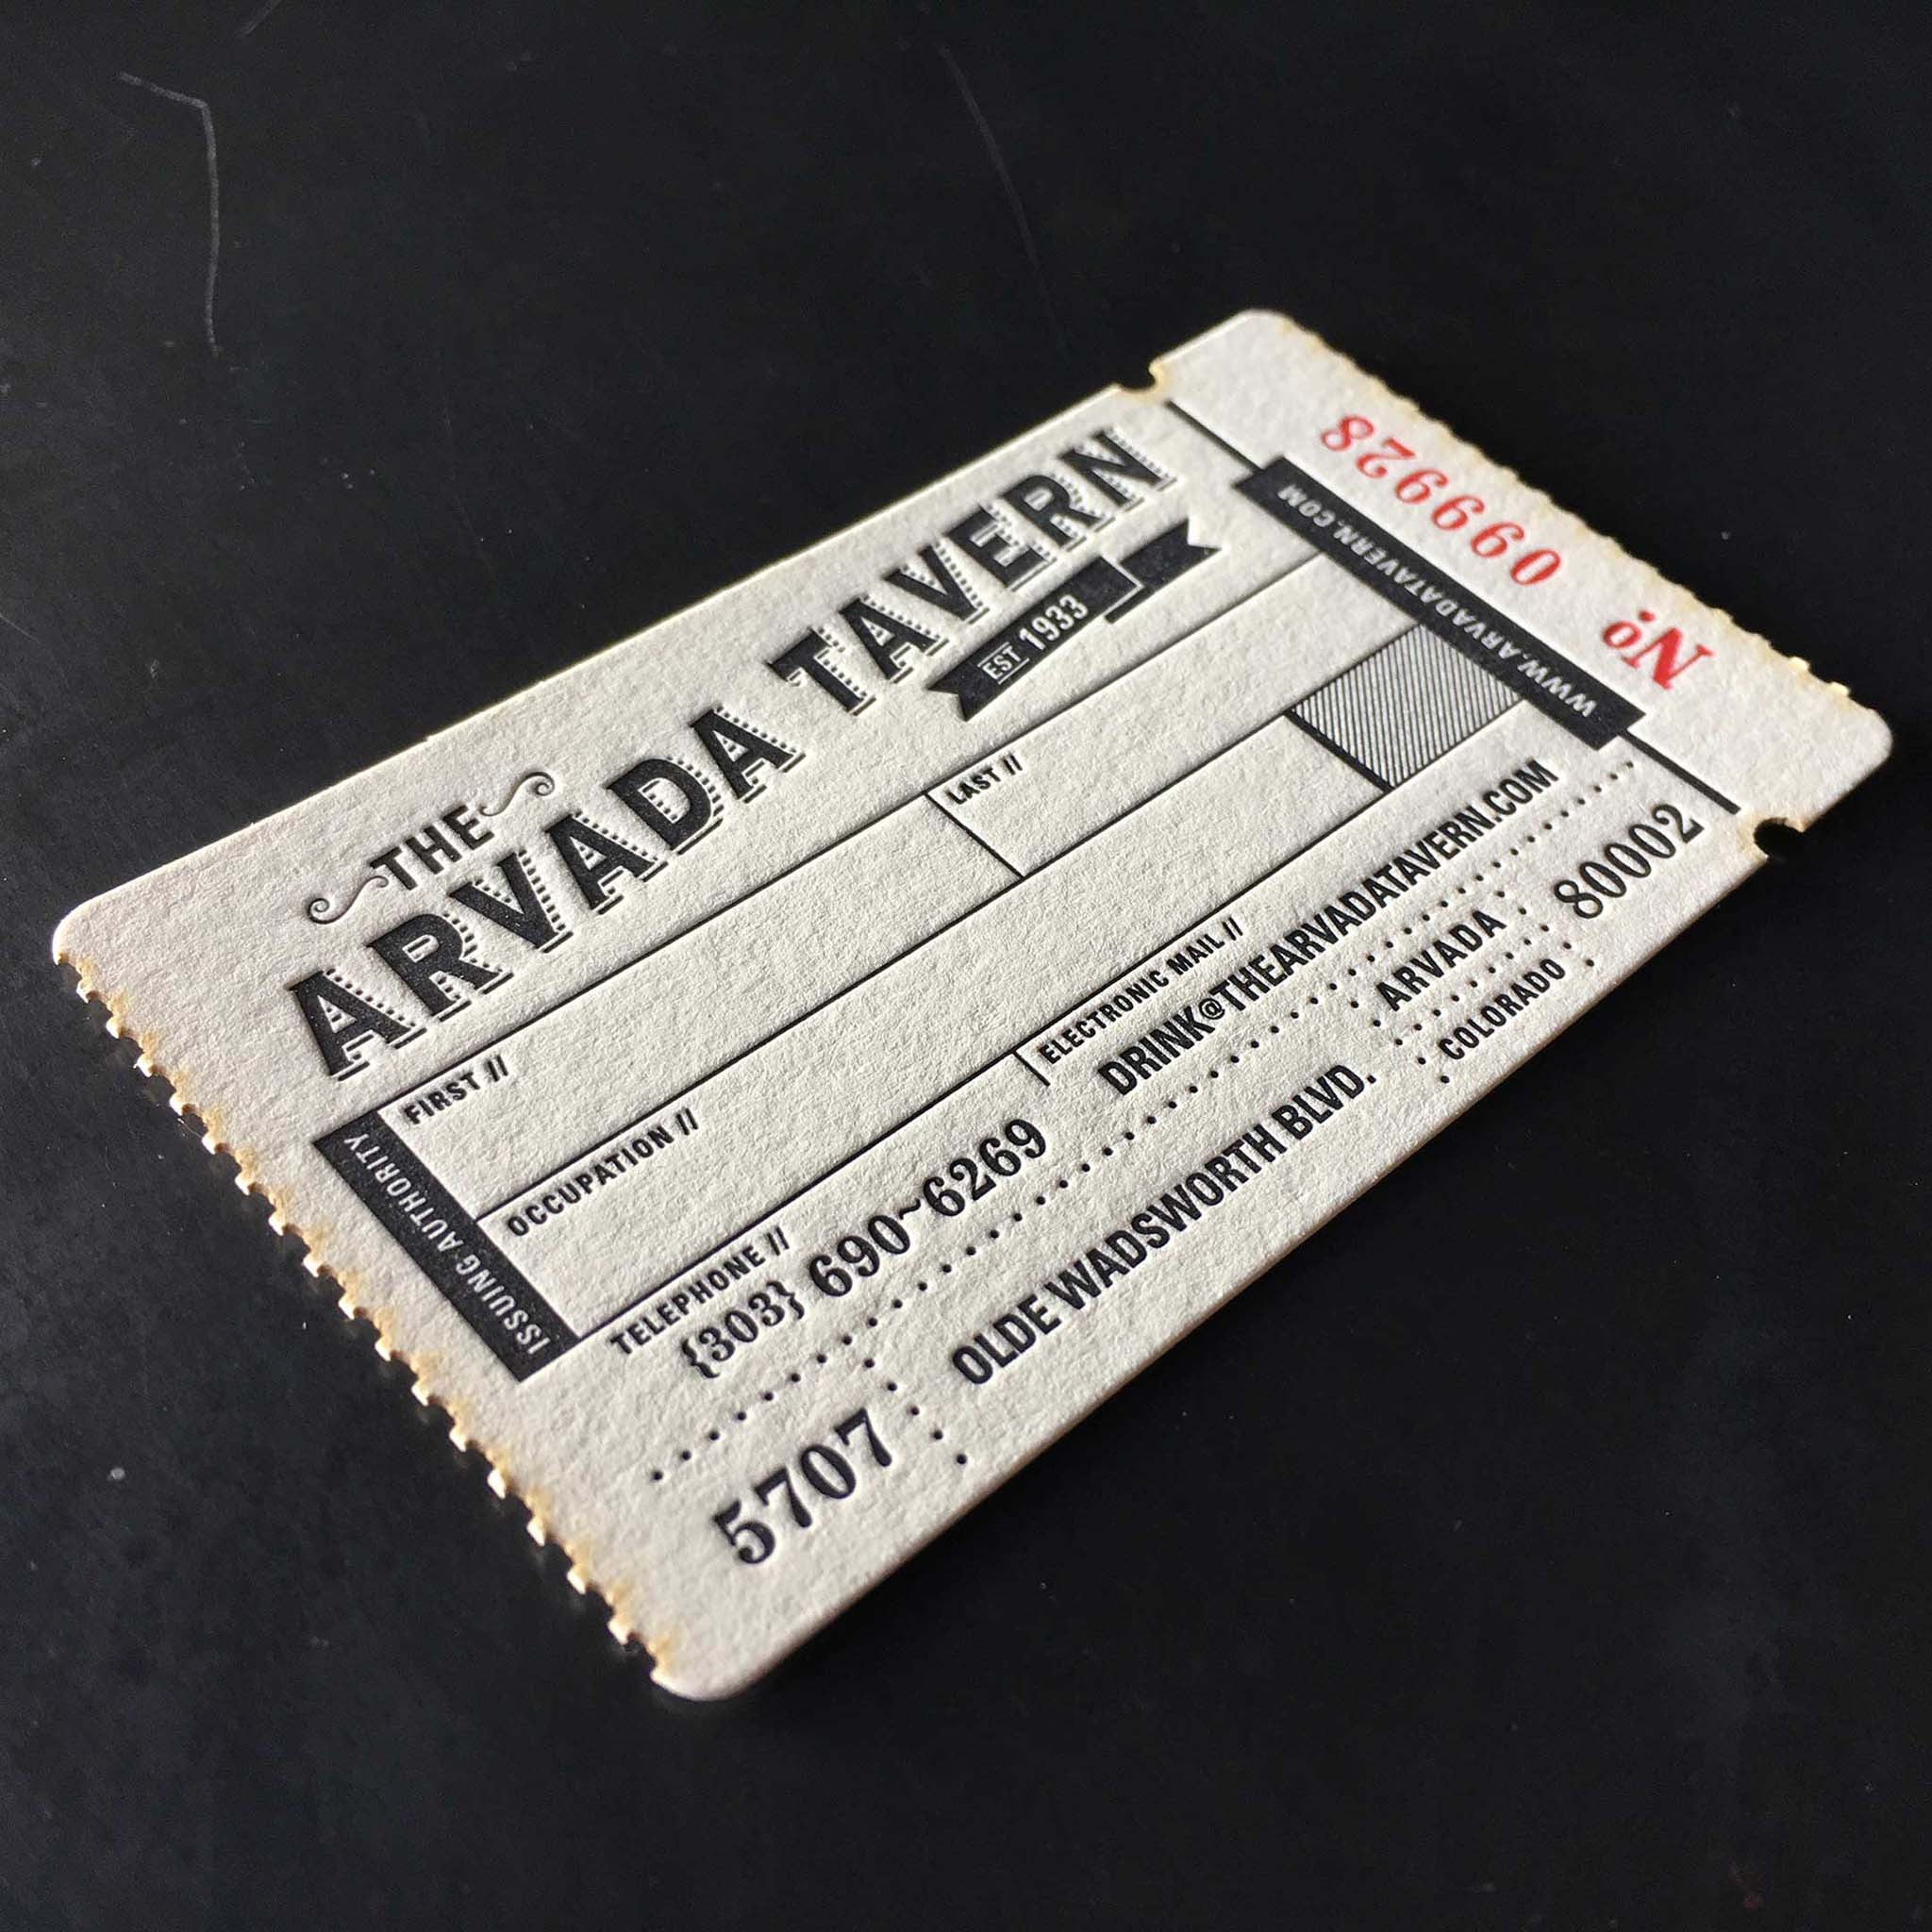 THE
ARVADA TAVERN
EST 1933
ISSUING AUTHORITY
FIRST //
LAST //
OCCUPATION //
TELEPHONE //
{303} 690~6269
ELECTRONIC MAIL //
DRINK@THEARVADATAVERN.COM
5707
OLDE WADSWORTH BLVD.
ARVADA
COLORADO
80002
WWW.ARVADATAVERN.COM
No. 099928